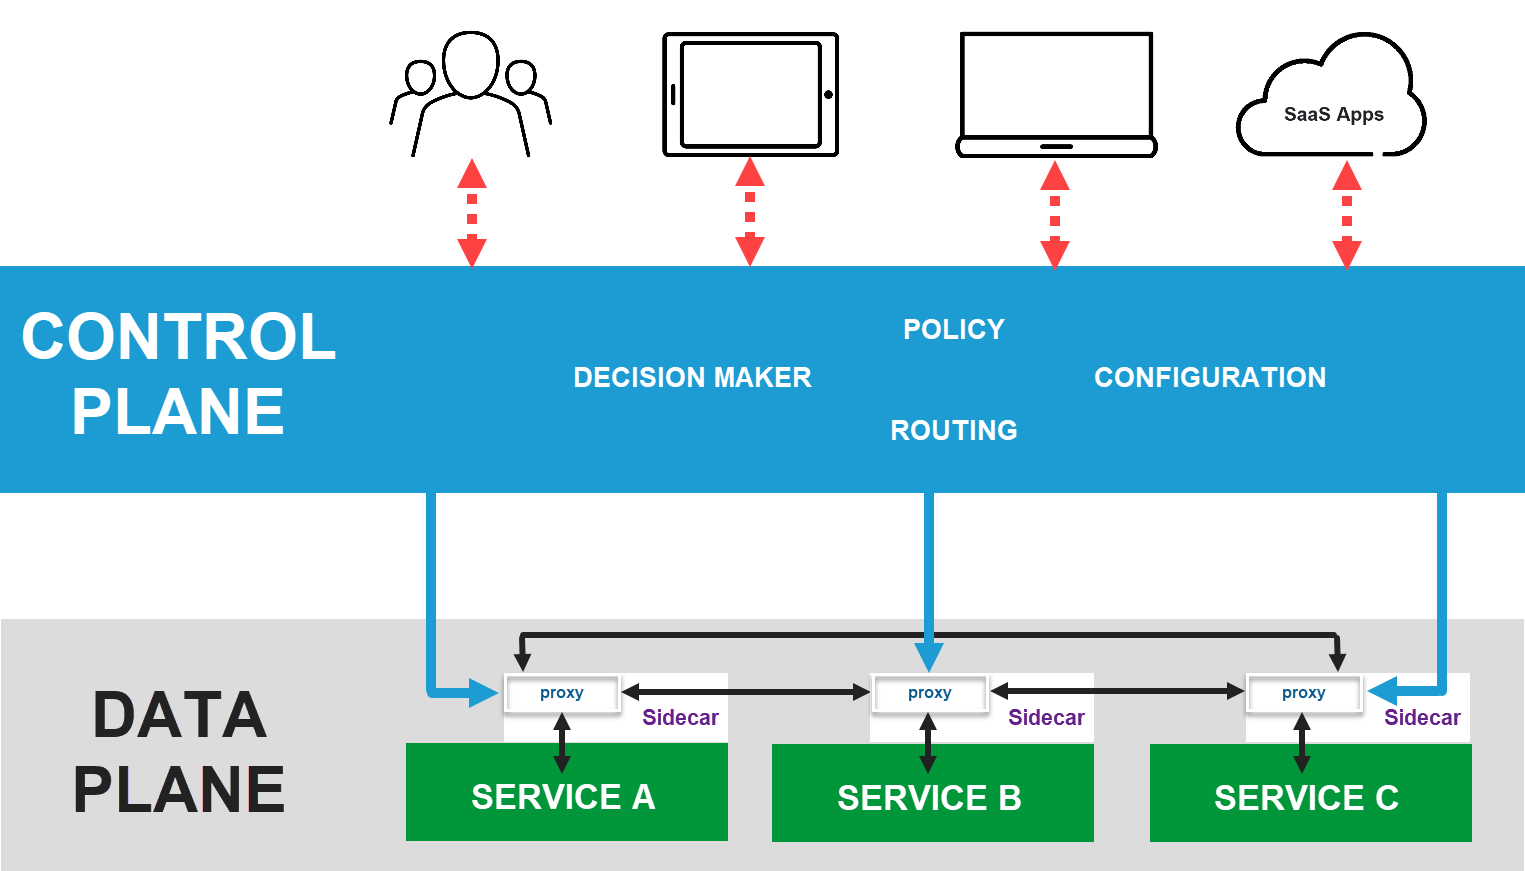 SaaS Apps
CONTROL
PLANE
POLICY
DECISION MAKER
CONFIGURATION
ROUTING
DATA
PLANE
proxy
Sidecar
proxy
Sidecar
proxy
Sidecar
SERVICE A
SERVICE B
SERVICE C